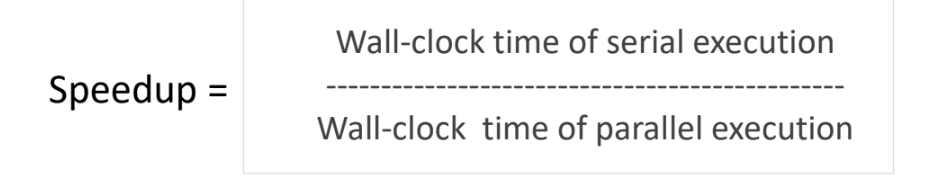 Wall-clock time of serial execution
Speedup = -----------------------------------------------
Wall-clock  time of parallel execution